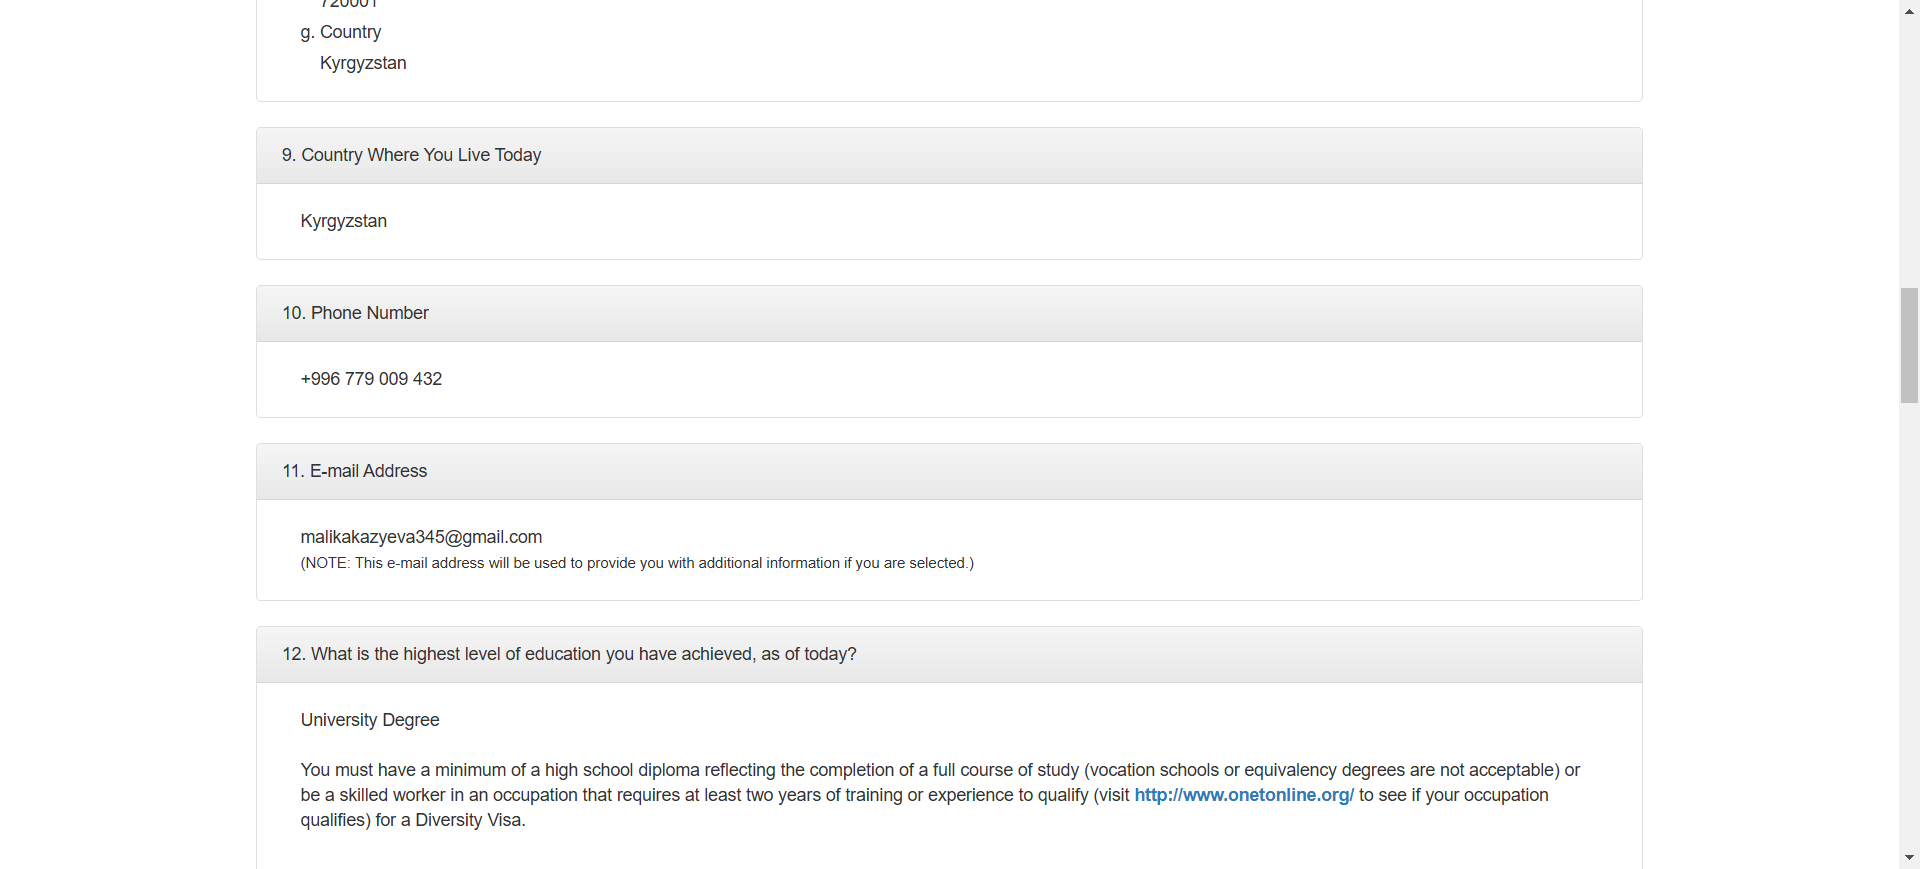 720001
g. Country
Kyrgyzstan
9. Country Where You Live Today
Kyrgyzstan
10. Phone Number
+996 779 009 432
11. E-mail Address
malikakazyeva345@gmail.com
(NOTE: This e-mail address will be used to provide you with additional information if you are selected.)
12. What is the highest level of education you have achieved, as of today?
University Degree
You must have a minimum of a high school diploma reflecting the completion of a full course of study (vocation schools or equivalency degrees are not acceptable) or
be a skilled worker in an occupation that requires at least two years of training or experience to qualify (visit http://www.onetonline.org/ to see if your occupation
qualifies) for a Diversity Visa.